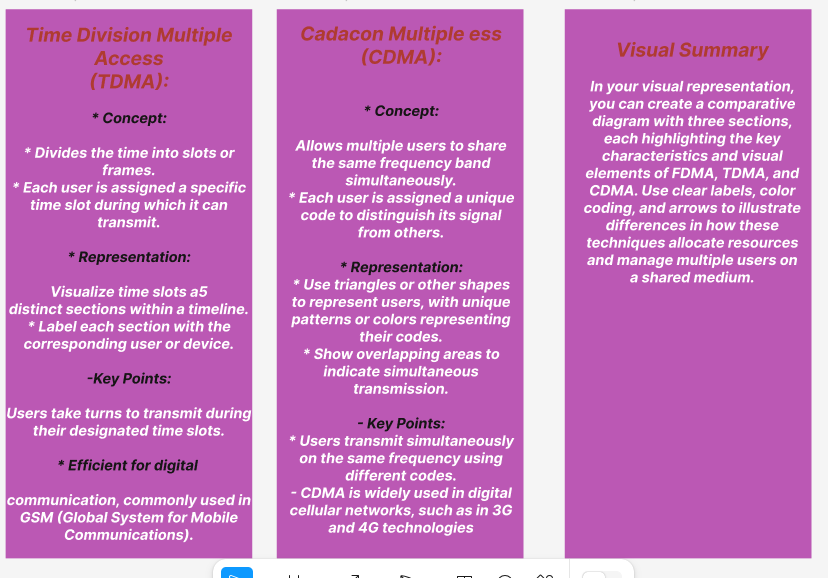 Time Division Multiple
Access
(TDMA):
* Concept:
* Divides the time into slots or
frames.
* Each user is assigned a specific
time slot during which it can
transmit.
* Representation:
Visualize time slots a5
distinct sections within a timeline.
* Label each section with the
corresponding user or device.
-Key Points:
Users take turns to transmit during
their designated time slots.
* Efficient for digital
communication, commonly used in
GSM (Global System for Mobile
Communications).
Cadacon Multiple ess
(CDMA):
* Concept:
Allows multiple users to share
the same frequency band
simultaneously.
* Each user is assigned a unique
code to distinguish its signal
from others.
* Representation:
* Use triangles or other shapes
to represent users, with unique
patterns or colors representing
their codes.
* Show overlapping areas to
indicate simultaneous
transmission.
- Key Points:
* Users transmit simultaneously
on the same frequency using
different codes.
- CDMA is widely used in digital
cellular networks, such as in 3G
and 4G technologies
Visual Summary
In your visual representation,
you can create a comparative
diagram with three sections,
each highlighting the key
characteristics and visual
elements of FDMA, TDMA, and
CDMA. Use clear labels, color
coding, and arrows to illustrate
differences in how these
techniques allocate resources
and manage multiple users on
a shared medium.